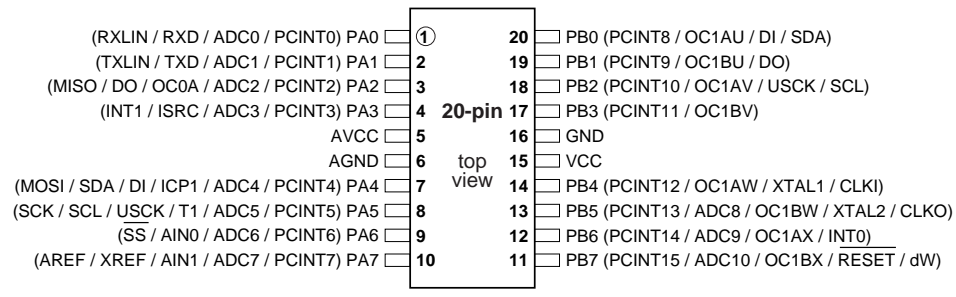 (RXLIN / RXD / ADC0 / PCINT0) PA0 1 20 PB0 (PCINT8 / OC1AU / DI / SDA)
(TXLIN / TXD / ADC1 / PCINT1) PA1 2 19 PB1 (PCINT9 / OC1BU / DO)
(MISO / DO / OC0A / ADC2 / PCINT2) PA2 3 18 PB2 (PCINT10 / OC1AV / USCK / SCL)
(INT1 / ISRC / ADC3 / PCINT3) PA3 4 20-pin 17 PB3 (PCINT11 / OC1BV)
AVCC 5 16 GND
AGND 6 top 15 VCC
view
(MOSI / SDA / DI / ICP1 / ADC4 / PCINT4) PA4 7 14 PB4 (PCINT12 / OC1AW / XTAL1 / CLKI)
(SCK / SCL / USCK / T1 / ADC5 / PCINT5) PA5 8 13 PB5 (PCINT13 / ADC8 / OC1BW / XTAL2 / CLKO)
(SS / AIN0 / ADC6 / PCINT6) PA6 9 12 PB6 (PCINT14 / ADC9 / OC1AX / INT0)
(AREF / XREF / AIN1 / ADC7 / PCINT7) PA7 10 11 PB7 (PCINT15 / ADC10 / OC1BX / RESET / dW)